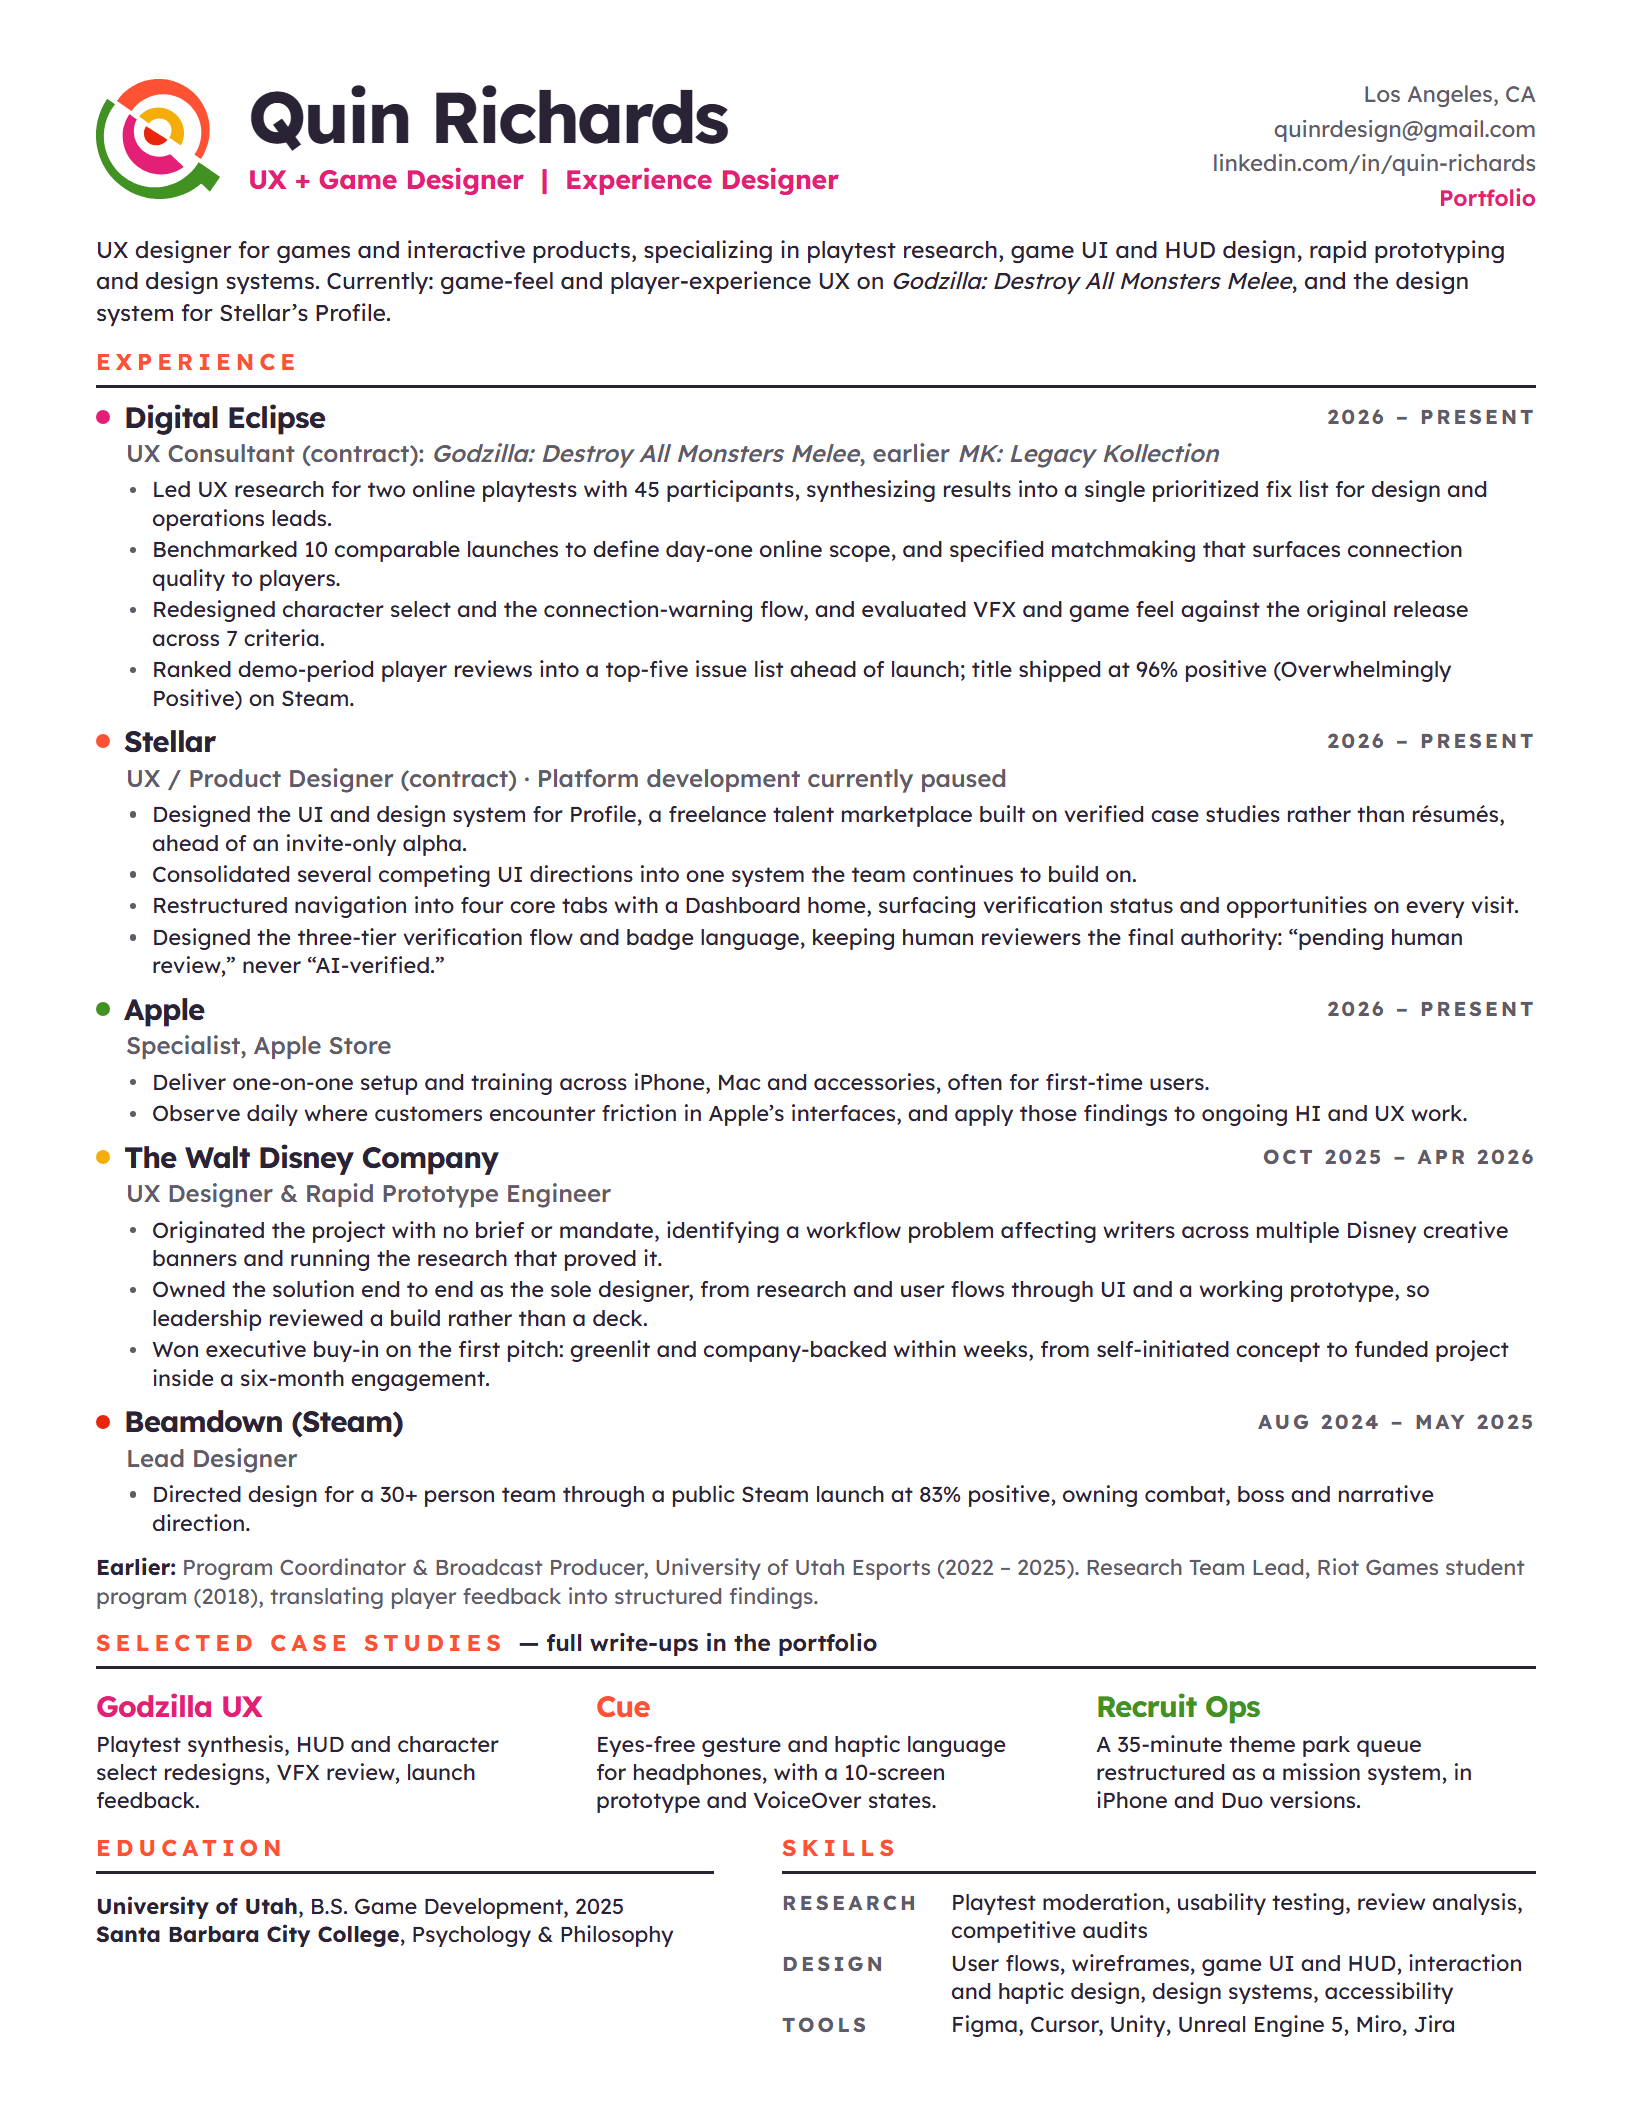 Quin Richards
UX + Game Designer | Experience Designer
Los Angeles, CA
quinrdesign@gmail.com
linkedin.com/in/quin-richards
Portfolio
UX designer for games and interactive products, specializing in playtest research, game UI and HUD design, rapid prototyping
and design systems. Currently: game-feel and player-experience UX on Godzilla: Destroy All Monsters Melee, and the design
system for Stellar’s Profile.
EXPERIENCE
Digital Eclipse 2026 – PRESENT
UX Consultant (contract): Godzilla: Destroy All Monsters Melee, earlier MK: Legacy Kollection
• Led UX research for two online playtests with 45 participants, synthesizing results into a single prioritized fix list for design and
operations leads.
• Benchmarked 10 comparable launches to define day-one online scope, and specified matchmaking that surfaces connection
quality to players.
• Redesigned character select and the connection-warning flow, and evaluated VFX and game feel against the original release
across 7 criteria.
• Ranked demo-period player reviews into a top-five issue list ahead of launch; title shipped at 96% positive (Overwhelmingly
Positive) on Steam.
Stellar 2026 – PRESENT
UX / Product Designer (contract) · Platform development currently paused
• Designed the UI and design system for Profile, a freelance talent marketplace built on verified case studies rather than résumés,
ahead of an invite-only alpha.
• Consolidated several competing UI directions into one system the team continues to build on.
• Restructured navigation into four core tabs with a Dashboard home, surfacing verification status and opportunities on every visit.
• Designed the three-tier verification flow and badge language, keeping human reviewers the final authority: “pending human
review,” never “AI-verified.”
Apple 2026 – PRESENT
Specialist, Apple Store
• Deliver one-on-one setup and training across iPhone, Mac and accessories, often for first-time users.
• Observe daily where customers encounter friction in Apple’s interfaces, and apply those findings to ongoing HI and UX work.
The Walt Disney Company OCT 2025 – APR 2026
UX Designer & Rapid Prototype Engineer
• Originated the project with no brief or mandate, identifying a workflow problem affecting writers across multiple Disney creative
banners and running the research that proved it.
• Owned the solution end to end as the sole designer, from research and user flows through UI and a working prototype, so
leadership reviewed a build rather than a deck.
• Won executive buy-in on the first pitch: greenlit and company-backed within weeks, from self-initiated concept to funded project
inside a six-month engagement.
Beamdown (Steam) AUG 2024 – MAY 2025
Lead Designer
• Directed design for a 30+ person team through a public Steam launch at 83% positive, owning combat, boss and narrative
direction.
Earlier: Program Coordinator & Broadcast Producer, University of Utah Esports (2022 – 2025). Research Team Lead, Riot Games student
program (2018), translating player feedback into structured findings.
SELECTED CASE STUDIES — full write-ups in the portfolio
Godzilla UX
Playtest synthesis, HUD and character
select redesigns, VFX review, launch
feedback.
Cue
Eyes-free gesture and haptic language
for headphones, with a 10-screen
prototype and VoiceOver states.
Recruit Ops
A 35-minute theme park queue
restructured as a mission system, in
iPhone and Duo versions.
EDUCATION
University of Utah, B.S. Game Development, 2025
Santa Barbara City College, Psychology & Philosophy
SKILLS
RESEARCH Playtest moderation, usability testing, review analysis,
competitive audits
DESIGN User flows, wireframes, game UI and HUD, interaction
and haptic design, design systems, accessibility
TOOLS Figma, Cursor, Unity, Unreal Engine 5, Miro, Jira